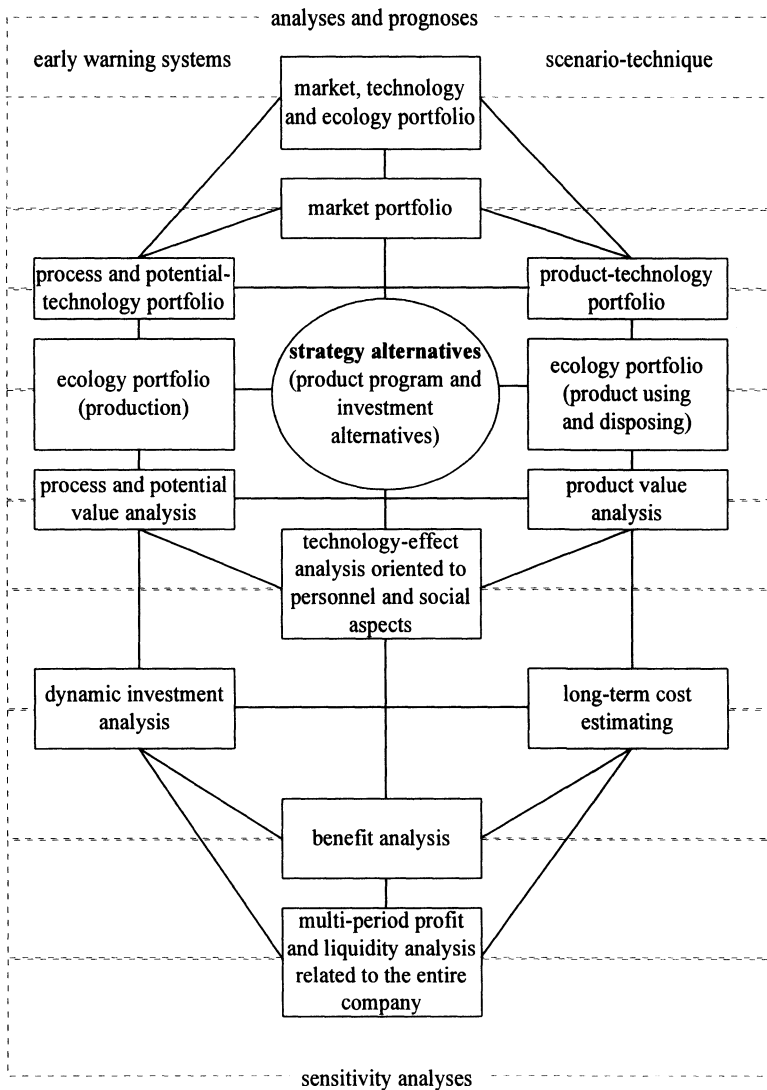 analyses and prognoses
early warning systems
scenario-technique
market, technology
and ecology portfolio
market portfolio
process and potential-
technology portfolio
product-technology
portfolio
strategy alternatives
(product program and
investment
alternatives)
ecology portfolio
(production)
ecology portfolio
(product using
and disposing)
process and potential
value analysis
product value
analysis
technology-effect
analysis oriented to
personnel and social
aspects
dynamic investment
analysis
long-term cost
estimating
benefit analysis
multi-period profit
and liquidity analysis
related to the entire
company
sensitivity analyses